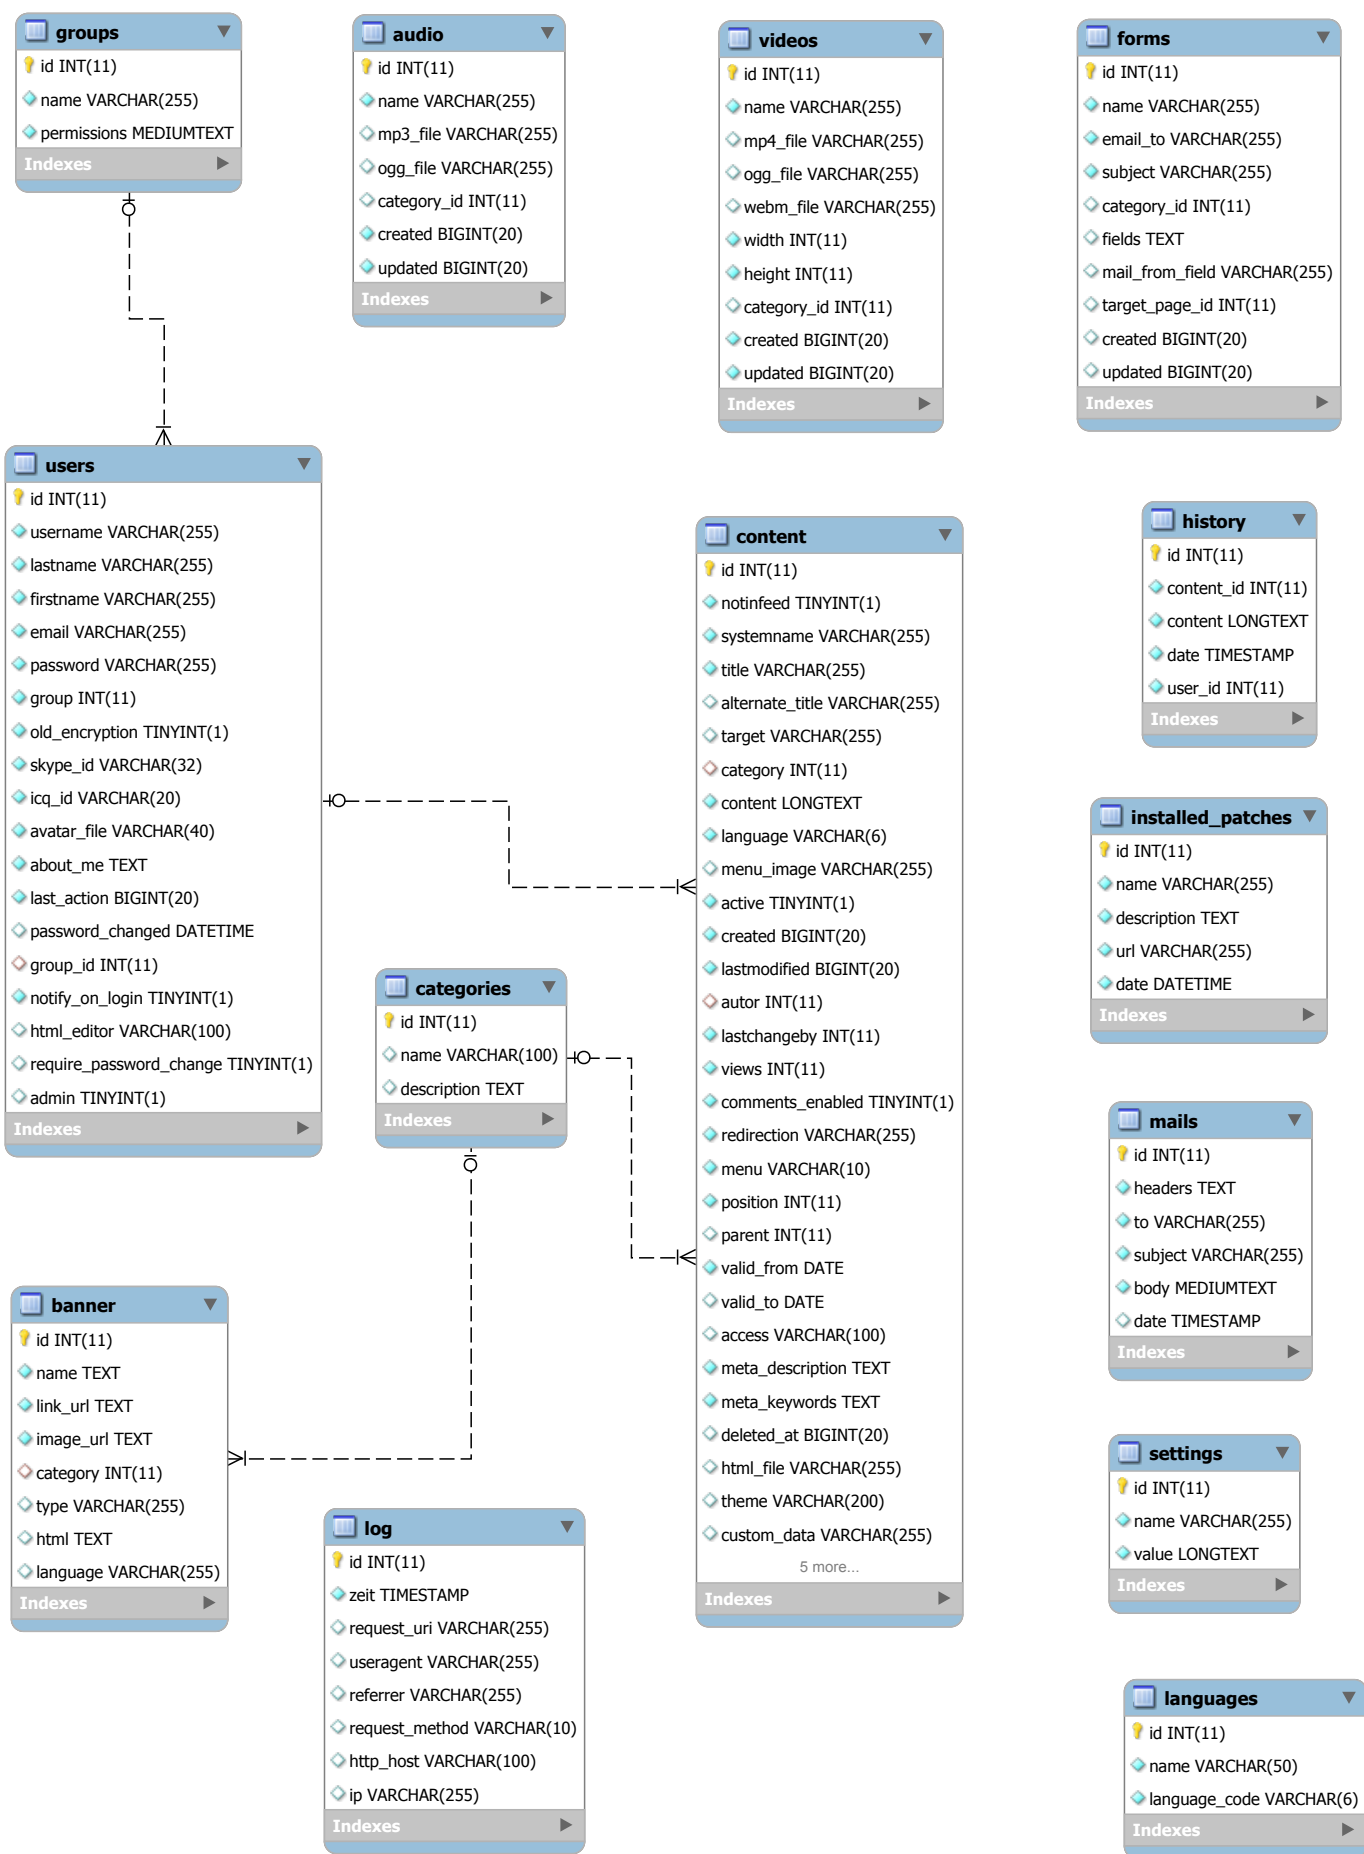 groups
id INT(11)
name VARCHAR(255)
permissions MEDIUMTEXT
Indexes
audio
id INT(11)
name VARCHAR(255)
mp3_file VARCHAR(255)
ogg_file VARCHAR(255)
category_id INT(11)
created BIGINT(20)
updated BIGINT(20)
Indexes
videos
id INT(11)
name VARCHAR(255)
mp4_file VARCHAR(255)
ogg_file VARCHAR(255)
webm_file VARCHAR(255)
width INT(11)
height INT(11)
category_id INT(11)
created BIGINT(20)
updated BIGINT(20)
Indexes
forms
id INT(11)
name VARCHAR(255)
email_to VARCHAR(255)
subject VARCHAR(255)
category_id INT(11)
fields TEXT
mail_from_field VARCHAR(255)
target_page_id INT(11)
created BIGINT(20)
updated BIGINT(20)
Indexes
users
id INT(11)
username VARCHAR(255)
lastname VARCHAR(255)
firstname VARCHAR(255)
email VARCHAR(255)
password VARCHAR(255)
group INT(11)
old_encryption TINYINT(1)
skype_id VARCHAR(32)
icq_id VARCHAR(20)
avatar_file VARCHAR(40)
about_me TEXT
last_action BIGINT(20)
password_changed DATETIME
group_id INT(11)
notify_on_login TINYINT(1)
html_editor VARCHAR(100)
require_password_change TINYINT(1)
admin TINYINT(1)
Indexes
content
id INT(11)
notinfeed TINYINT(1)
systemname VARCHAR(255)
title VARCHAR(255)
alternate_title VARCHAR(255)
target VARCHAR(255)
category INT(11)
content LONGTEXT
language VARCHAR(6)
menu_image VARCHAR(255)
active TINYINT(1)
created BIGINT(20)
lastmodified BIGINT(20)
autor INT(11)
lastchangeby INT(11)
views INT(11)
comments_enabled TINYINT(1)
redirection VARCHAR(255)
menu VARCHAR(10)
position INT(11)
parent INT(11)
valid_from DATE
valid_to DATE
access VARCHAR(100)
meta_description TEXT
meta_keywords TEXT
deleted_at BIGINT(20)
html_file VARCHAR(255)
theme VARCHAR(200)
custom_data VARCHAR(255)
5 more...
Indexes
history
id INT(11)
content_id INT(11)
content LONGTEXT
date TIMESTAMP
user_id INT(11)
Indexes
installed_patches
id INT(11)
name VARCHAR(255)
description TEXT
url VARCHAR(255)
date DATETIME
Indexes
categories
id INT(11)
name VARCHAR(100)
description TEXT
Indexes
mails
id INT(11)
headers TEXT
to VARCHAR(255)
subject VARCHAR(255)
body MEDIUMTEXT
date TIMESTAMP
Indexes
banner
id INT(11)
name TEXT
link_url TEXT
image_url TEXT
category INT(11)
type VARCHAR(255)
html TEXT
language VARCHAR(255)
Indexes
settings
id INT(11)
name VARCHAR(255)
value LONGTEXT
Indexes
log
id INT(11)
zeit TIMESTAMP
request_uri VARCHAR(255)
useragent VARCHAR(255)
referrer VARCHAR(255)
request_method VARCHAR(10)
http_host VARCHAR(100)
ip VARCHAR(255)
Indexes
languages
id INT(11)
name VARCHAR(50)
language_code VARCHAR(6)
Indexes